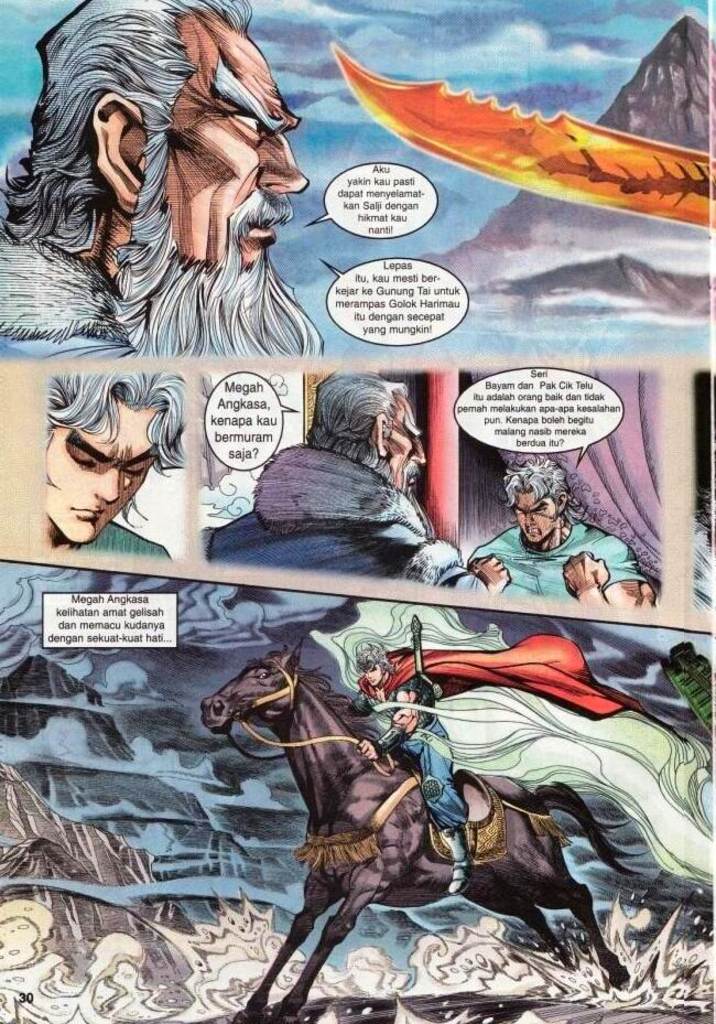 Aku
yakin kau pasti
dapat menyelamat-
kan Salji dengan
hikmat kau
nanti!
Lepas
itu, kau mesti ber-
kejar ke Gunung Tai untuk
merampas Golok Harimau
itu dengan secepat
yang mungkin!
Megah
Angkasa,
kenapa kau
bermuram
saja?
Seri
Bayam dan Pak Cik Telu
itu adalah orang baik dan tidak
pernah melakukan apa-apa kesalahan
pun. Kenapa boleh begitu
malang nasib mereka
berdua itu?
Megah Angkasa
kelihatan amat gelisah
dan memacu kudanya
dengan sekuat-kuat hati...
30